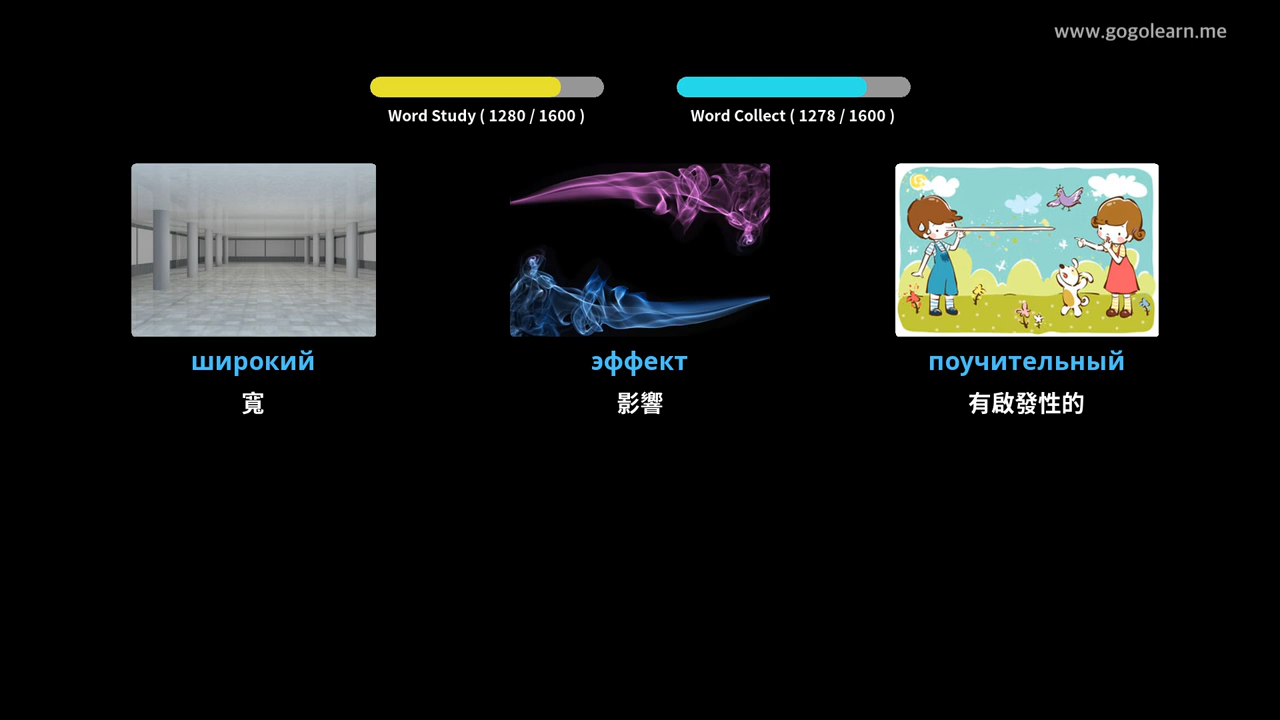 www.gogolearn.me
Word Study ( 1280 / 1600 )
Word Collect ( 1278 / 1600 )
широкий
эффект
поучительный
寬
影響
有啟發性的